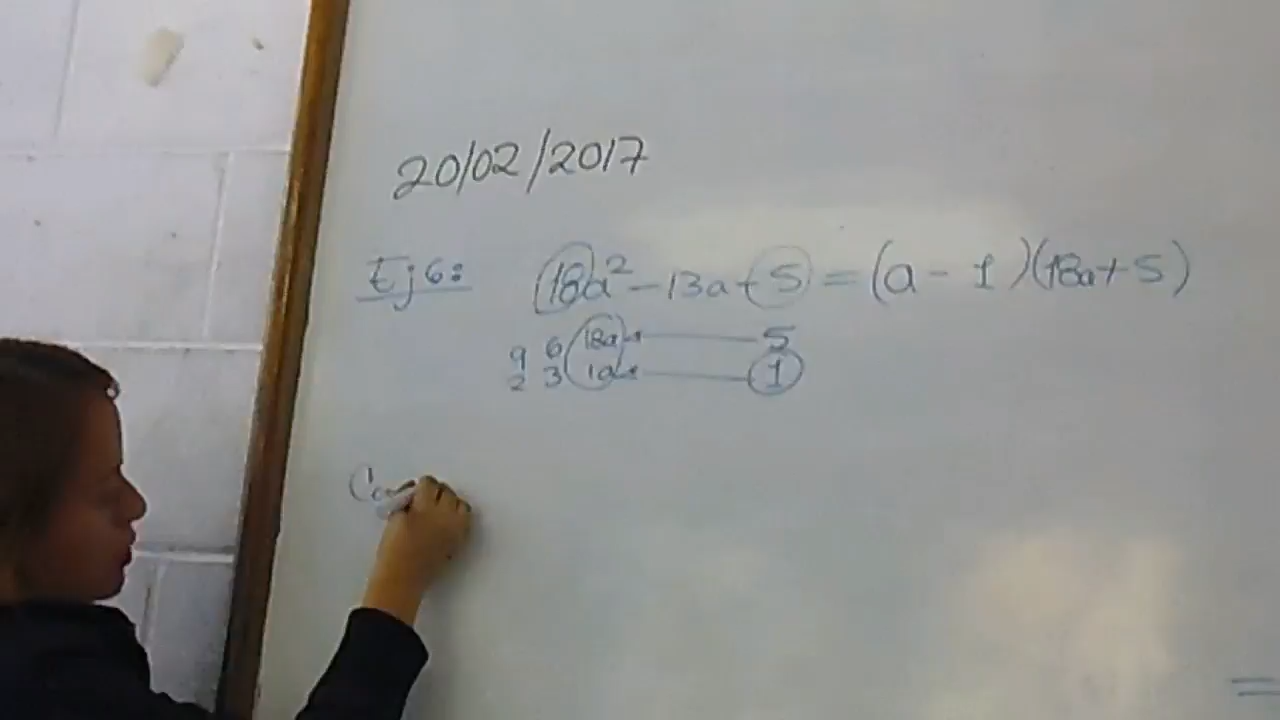 20/02/2017
Ej 6: 18a² - 13a + 5 = (a - 1)(18a + 5)
9 6 18a 5
2 3 1a 1
=